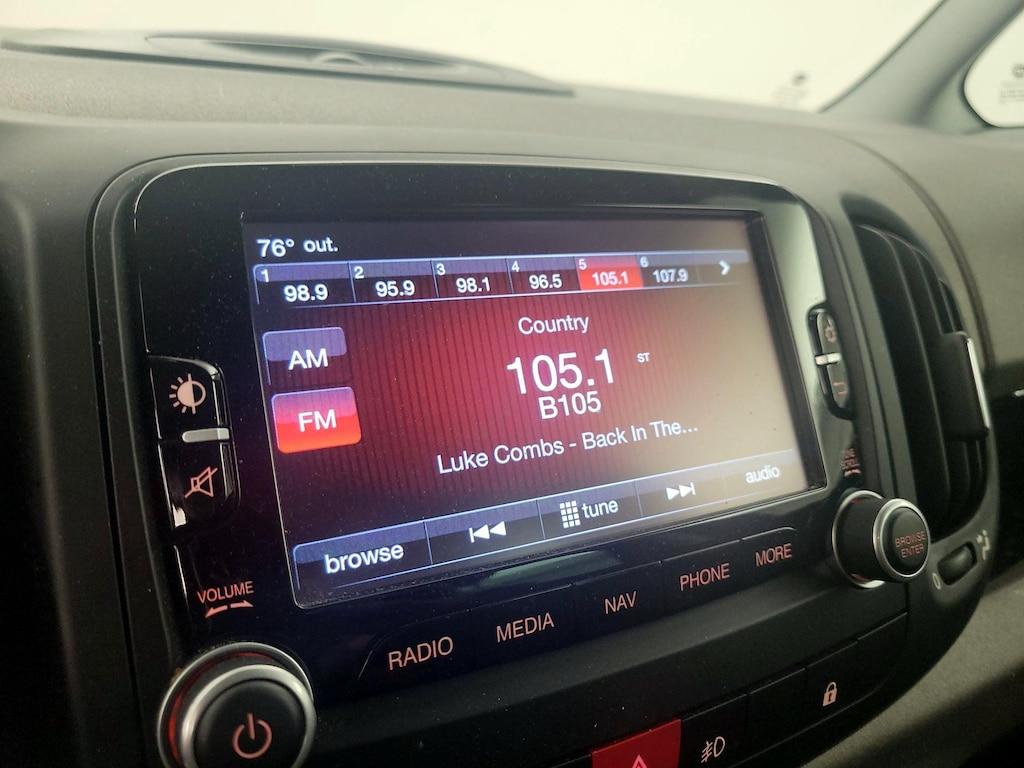 76° out.
1 98.9 2 95.9 3 98.1 4 96.5 5 105.1 6 107.9
Country
AM
105.1 ST
B105
FM
Luke Combs - Back In The...
browse tune audio
VOLUME
BROWSE
ENTER
RADIO MEDIA NAV PHONE MORE
0